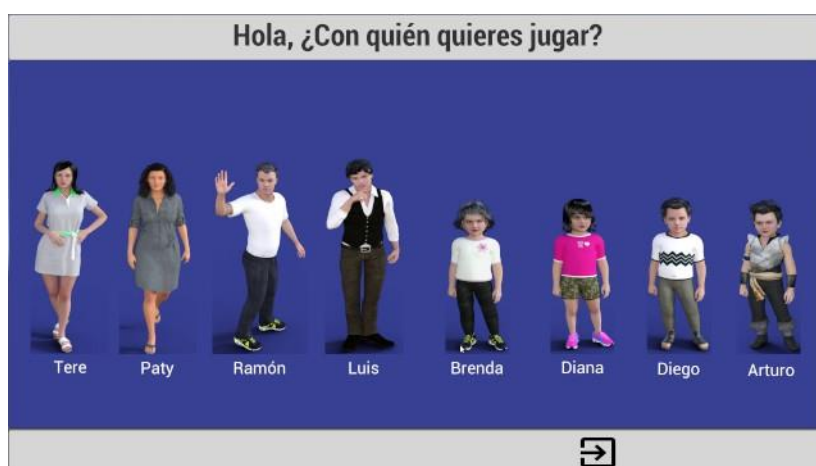 Hola, ¿Con quién quieres jugar?
Tere Paty Ramón Luis Brenda Diana Diego Arturo